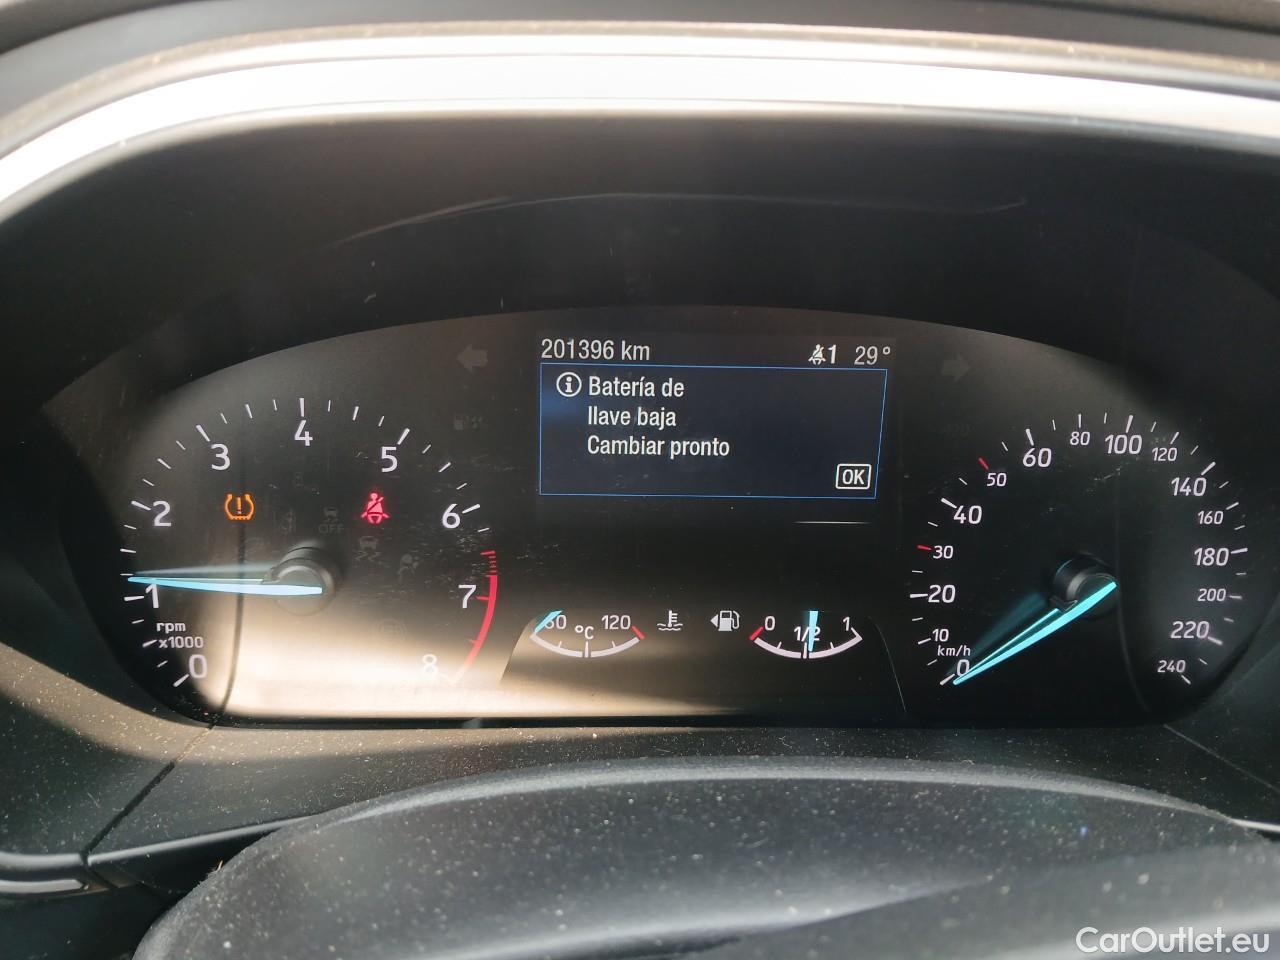 201396 km 1 29°
Batería de
llave baja
Cambiar pronto
OK
0 1 2 3 4 5 6 7 8
rpm
x1000
OFF
60 °C 120
0 1/2 1
0 10 20 30 40 50 60 80 100 120 140 160 180 200 220 240
km/h
CarOutlet.eu